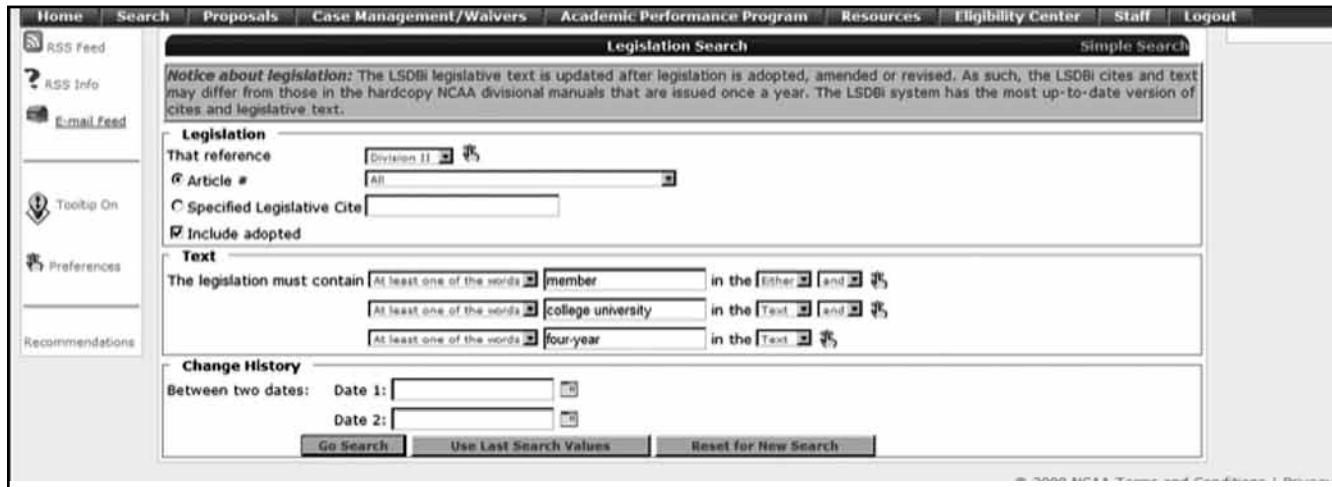 Home Search Proposals Case Management/Waivers Academic Performance Program Resources Eligibility Center Staff Logout
RSS Feed
RSS Info
E-mail Feed
Tooltip On
Preferences
Recommendations
Legislation Search Simple Search
Notice about legislation: The LSDBi legislative text is updated after legislation is adopted, amended or revised. As such, the LSDBi cites and text
may differ from those in the hardcopy NCAA divisional manuals that are issued once a year. The LSDBi system has the most up-to-date version of
cites and legislative text.
Legislation
That reference Division II
Article # All
Specified Legislative Cite
Include adopted
Text
The legislation must contain At least one of the words member in the Either and
At least one of the words college university in the Text and
At least one of the words four-year in the Text
Change History
Between two dates: Date 1:
Date 2:
Go Search Use Last Search Values Reset for New Search
NCAA Terms and Conditions | Privacy